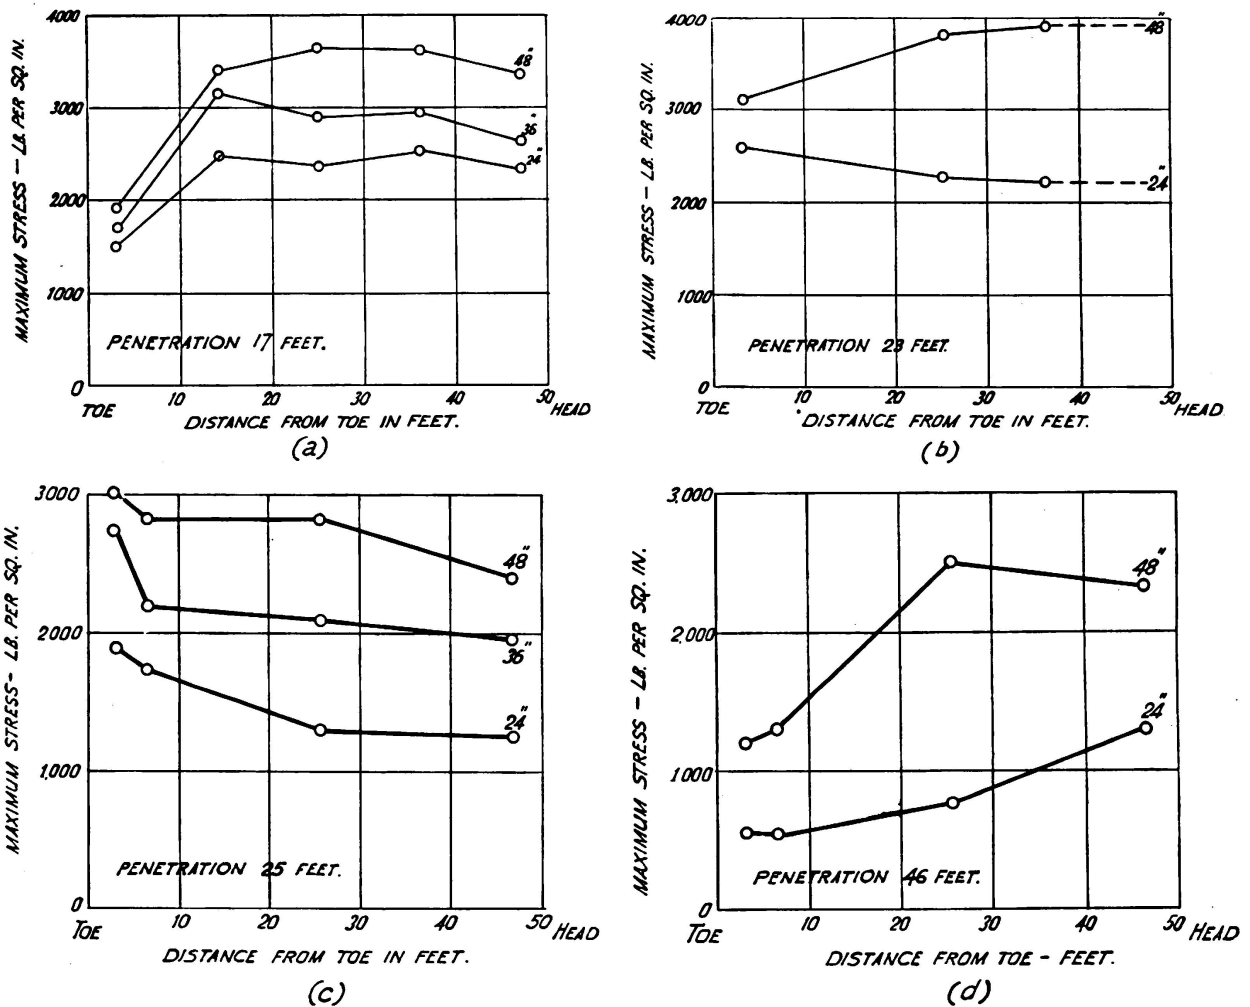 MAXIMUM STRESS – LB. PER SQ. IN.
4000
3000
2000
1000
0
48"
36"
24"
PENETRATION 17 FEET.
TOE 10 20 30 40 50 HEAD
DISTANCE FROM TOE IN FEET.
(a)
MAXIMUM STRESS – LB. PER SQ. IN.
4000
3000
2000
1000
0
48"
24"
PENETRATION 23 FEET.
TOE 10 20 30 40 50 HEAD
DISTANCE FROM TOE IN FEET.
(b)
MAXIMUM STRESS – LB. PER SQ. IN.
3000
2000
1,000
0
48"
36"
24"
PENETRATION 25 FEET.
TOE 10 20 30 40 50 HEAD
DISTANCE FROM TOE IN FEET.
(c)
MAXIMUM STRESS – LB. PER SQ. IN.
3,000
2,000
1000
0
48"
24"
PENETRATION 46 FEET.
TOE 10 20 30 40 50 HEAD
DISTANCE FROM TOE - FEET.
(d)